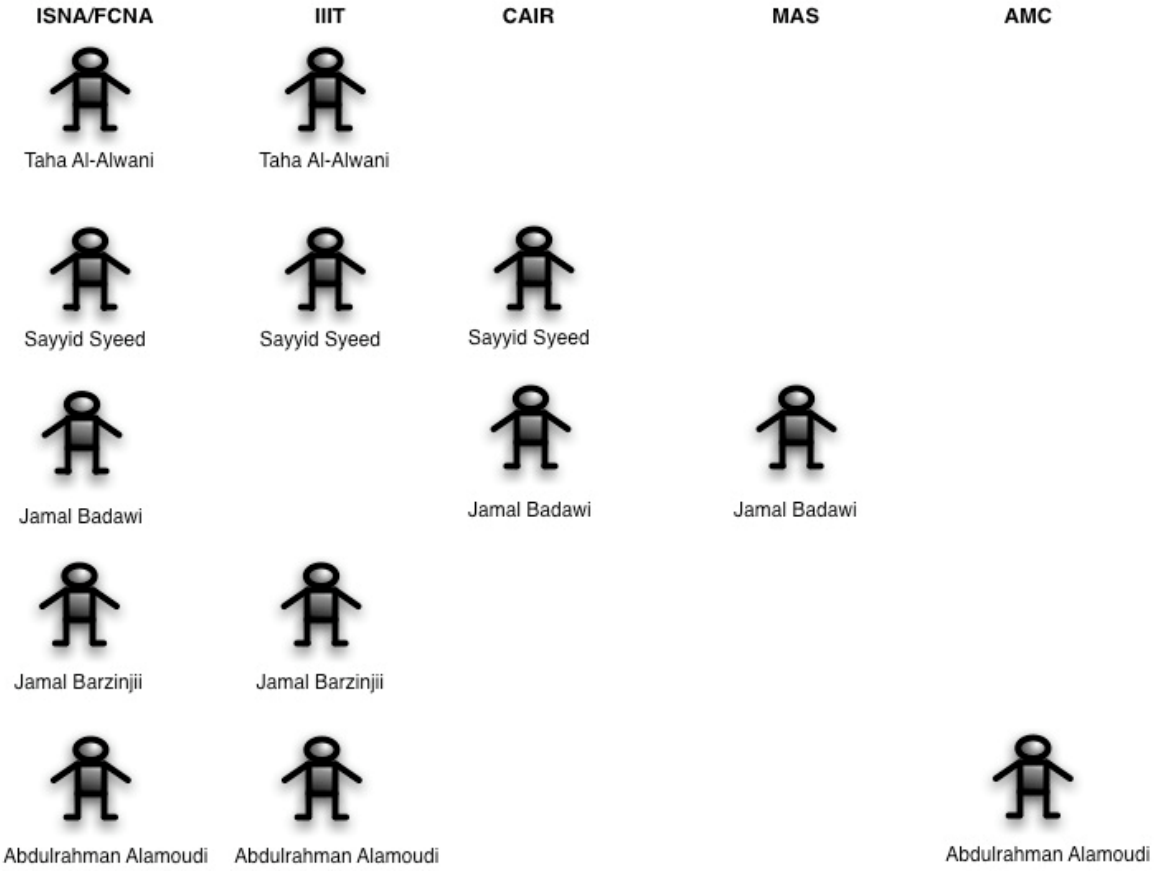 ISNA/FCNA IIIT CAIR MAS AMC
Taha Al-Alwani Taha Al-Alwani
Sayyid Syeed Sayyid Syeed Sayyid Syeed
Jamal Badawi Jamal Badawi Jamal Badawi
Jamal Barzinjii Jamal Barzinjii
Abdulrahman Alamoudi Abdulrahman Alamoudi Abdulrahman Alamoudi